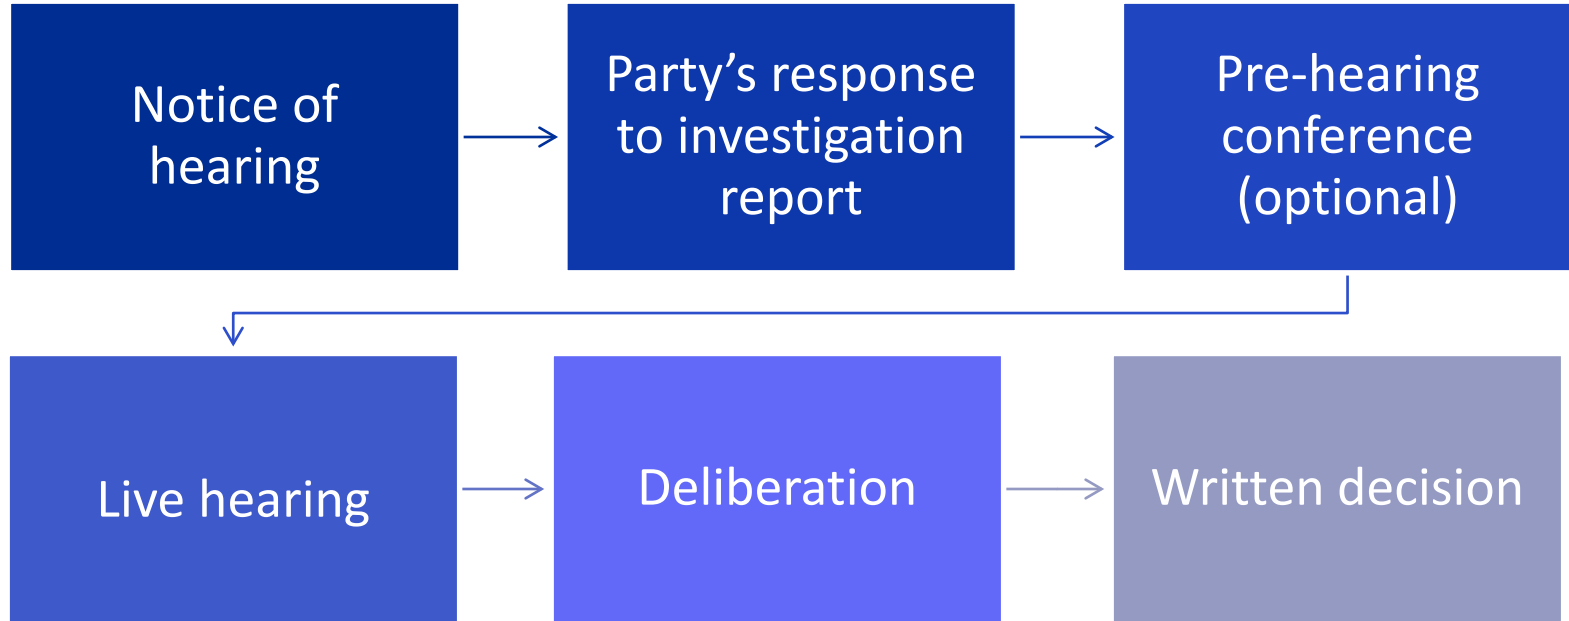 Notice of
hearing
Party’s response
to investigation
report
Pre-hearing
conference
(optional)
Live hearing
Deliberation
Written decision